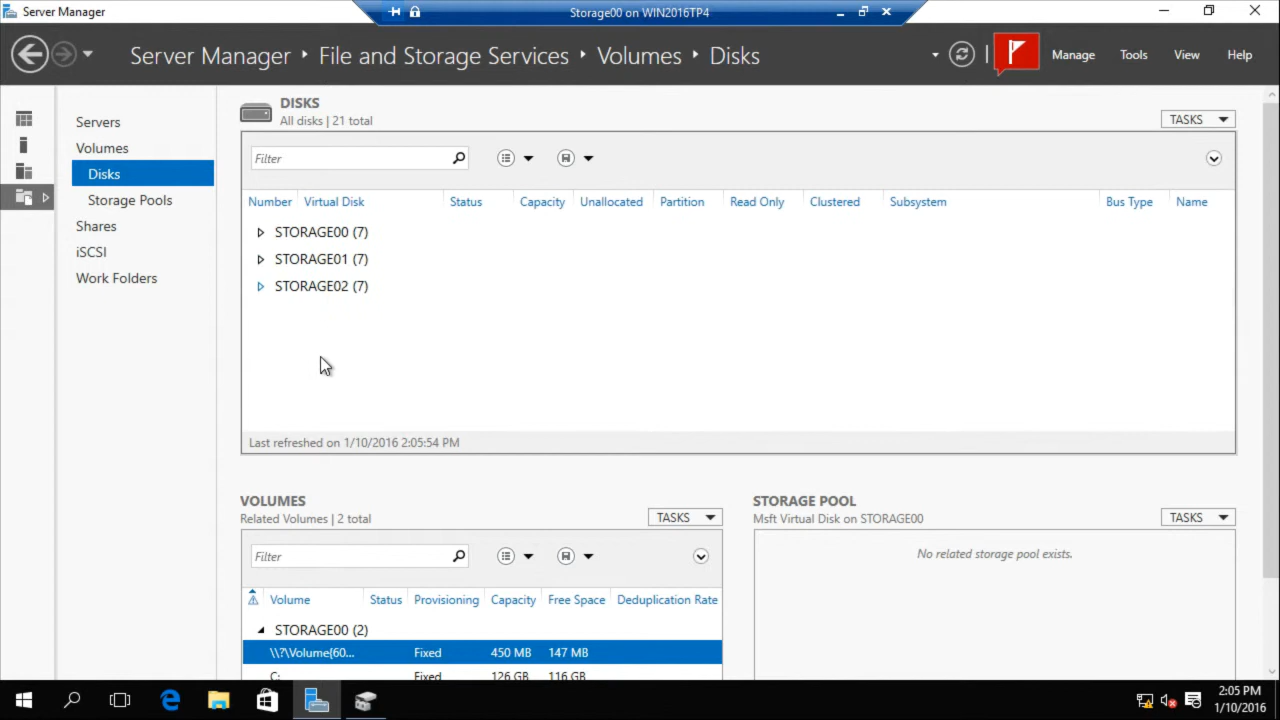 Server Manager
Storage00 on WIN2016TP4
Server Manager ‣ File and Storage Services ‣ Volumes ‣ Disks
Manage Tools View Help
Servers
Volumes
Disks
Storage Pools
Shares
iSCSI
Work Folders
DISKS
All disks | 21 total
TASKS
Filter
Number Virtual Disk Status Capacity Unallocated Partition Read Only Clustered Subsystem Bus Type Name
STORAGE00 (7)
STORAGE01 (7)
STORAGE02 (7)
Last refreshed on 1/10/2016 2:05:54 PM
VOLUMES
Related Volumes | 2 total
TASKS
Filter
Volume Status Provisioning Capacity Free Space Deduplication Rate
STORAGE00 (2)
\\?\Volume{60... Fixed 450 MB 147 MB
C: Fixed 126 GB 116 GB
STORAGE POOL
Msft Virtual Disk on STORAGE00
TASKS
No related storage pool exists.
2:05 PM
1/10/2016